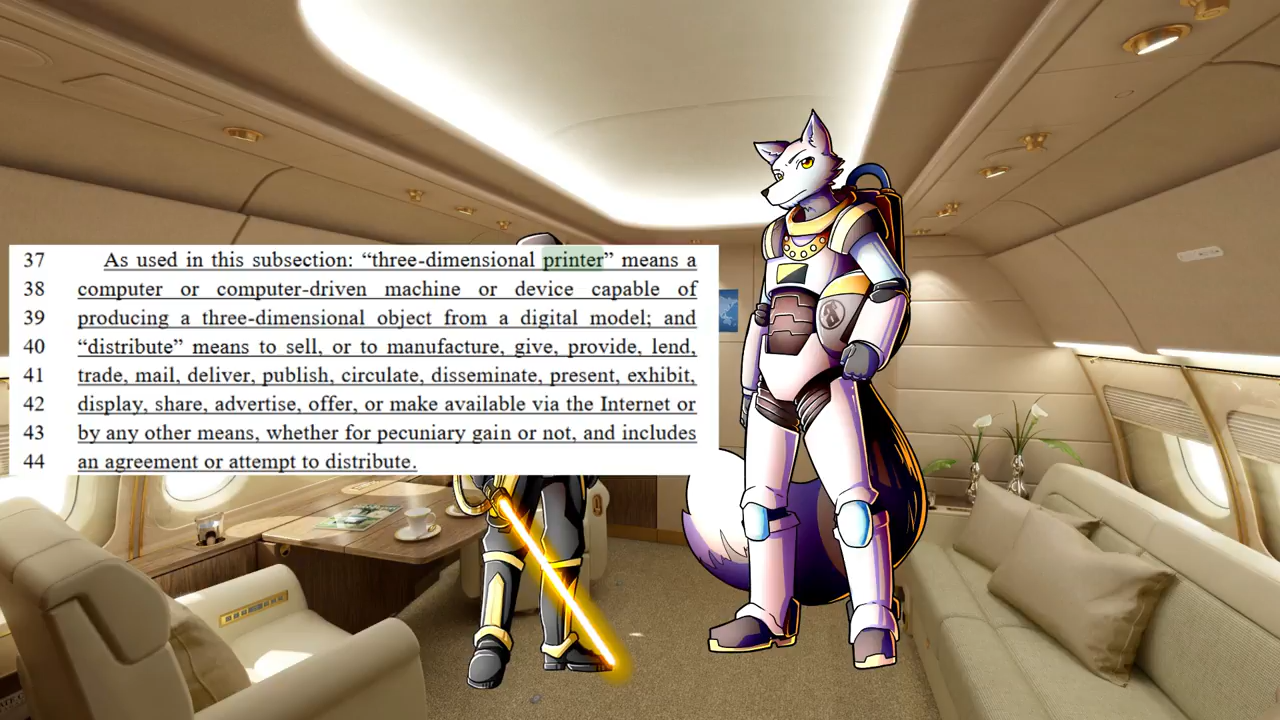 37 As used in this subsection: “three-dimensional printer” means a
38 computer or computer-driven machine or device capable of
39 producing a three-dimensional object from a digital model; and
40 “distribute” means to sell, or to manufacture, give, provide, lend,
41 trade, mail, deliver, publish, circulate, disseminate, present, exhibit,
42 display, share, advertise, offer, or make available via the Internet or
43 by any other means, whether for pecuniary gain or not, and includes
44 an agreement or attempt to distribute.